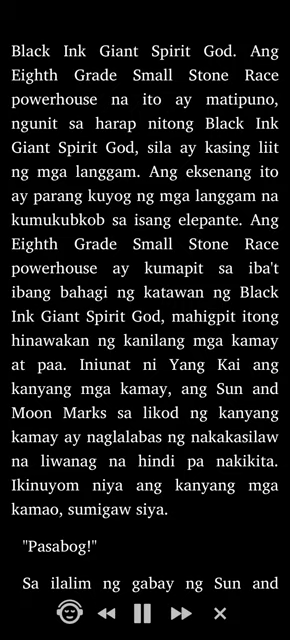 Black Ink Giant Spirit God. Ang
Eighth Grade Small Stone Race
powerhouse na ito ay matipuno,
ngunit sa harap nitong Black Ink
Giant Spirit God, sila ay kasing liit
ng mga langgam. Ang eksenang ito
ay parang kuyog ng mga langgam na
kumukubkob sa isang elepante. Ang
Eighth Grade Small Stone Race
powerhouse ay kumapit sa iba't
ibang bahagi ng katawan ng Black
Ink Giant Spirit God, mahigpit itong
hinawakan ng kanilang mga kamay
at paa. Iniunat ni Yang Kai ang
kanyang mga kamay, ang Sun and
Moon Marks sa likod ng kanyang
kamay ay naglalabas ng nakakasilaw
na liwanag na hindi pa nakikita.
Ikinuyom niya ang kanyang mga
kamao, sumigaw siya.
"Pasabog!"
Sa ilalim ng gabay ng Sun and